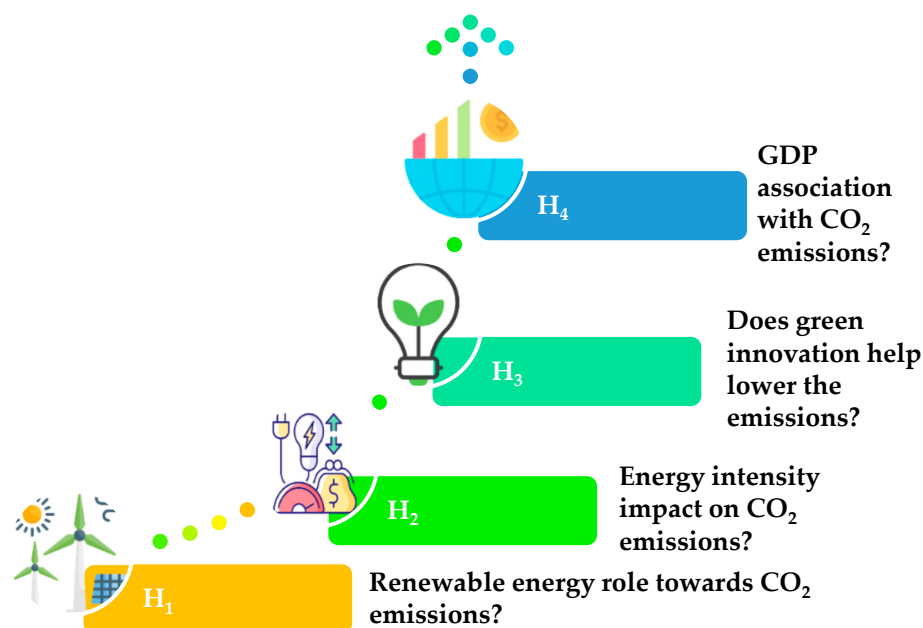 GDP
association
with CO₂
emissions?
H₄
Does green
innovation help
lower the
emissions?
H₃
Energy intensity
impact on CO₂
emissions?
H₂
Renewable energy role towards CO₂
emissions?
H₁
$
$